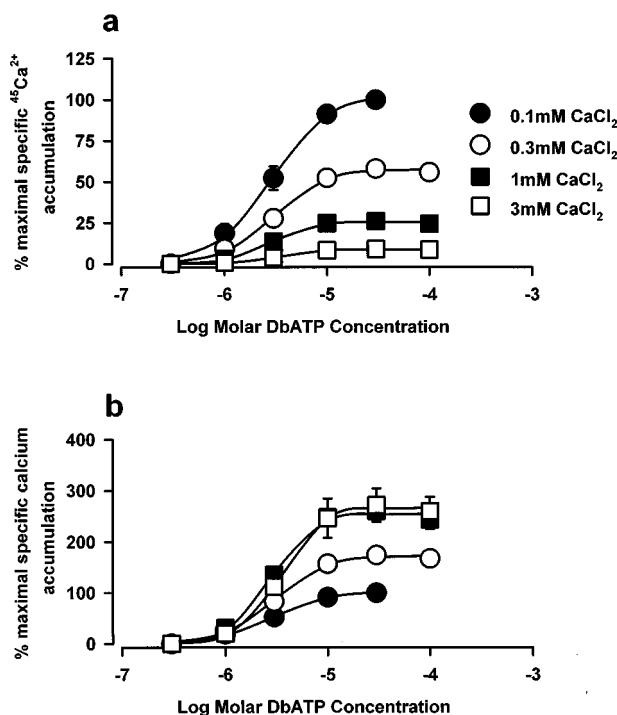 a
% maximal specific ⁴⁵Ca²⁺
accumulation
125
100
75
50
25
0
-7
-6
-5
-4
-3
Log Molar DbATP Concentration
0.1mM CaCl₂
0.3mM CaCl₂
1mM CaCl₂
3mM CaCl₂
b
% maximal specific calcium
accumulation
400
300
200
100
0
-7
-6
-5
-4
-3
Log Molar DbATP Concentration